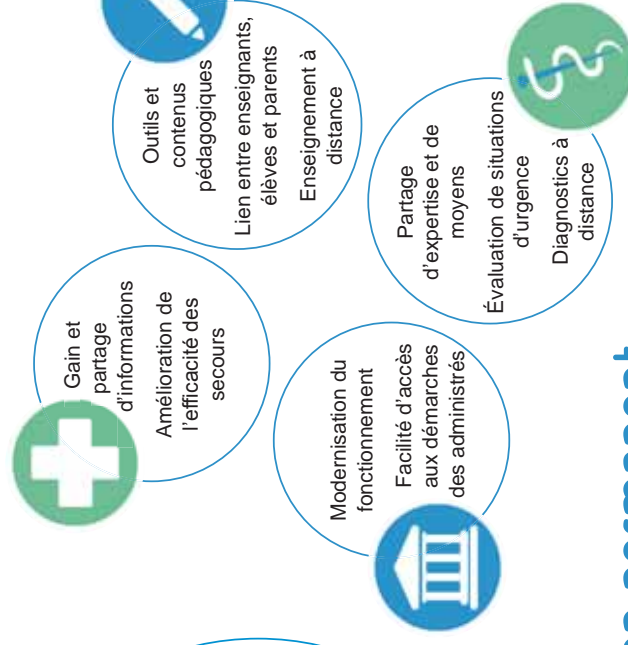 Outils et
contenus
pédagogiques
Lien entre enseignants,
élèves et parents
Enseignement à
distance
Gain et
partage
d'informations
Amélioration de
l'efficacité des
secours
Partage
d'expertise et de
moyens
Évaluation de situations
d'urgence
Diagnostics à
distance
Modernisation du
fonctionnement
Facilité d'accès
aux démarches
des administrés